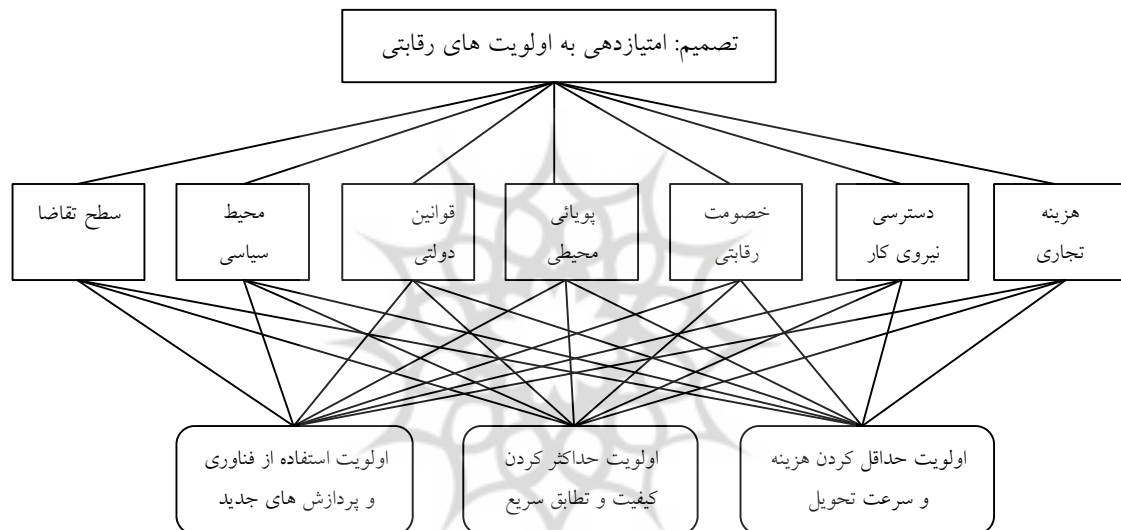 تصمیم: امتیازدهی به اولویت های رقابتی
هزینه
تجاری
دسترسی
نیروی کار
خصومت
رقابتی
پویائی
محیطی
قوانین
دولتی
محیط
سیاسی
سطح تقاضا
اولویت حداقل کردن هزینه
و سرعت تحویل
اولویت حداکثر کردن
کیفیت و تطابق سریع
اولویت استفاده از فناوری
و پردازش های جدید